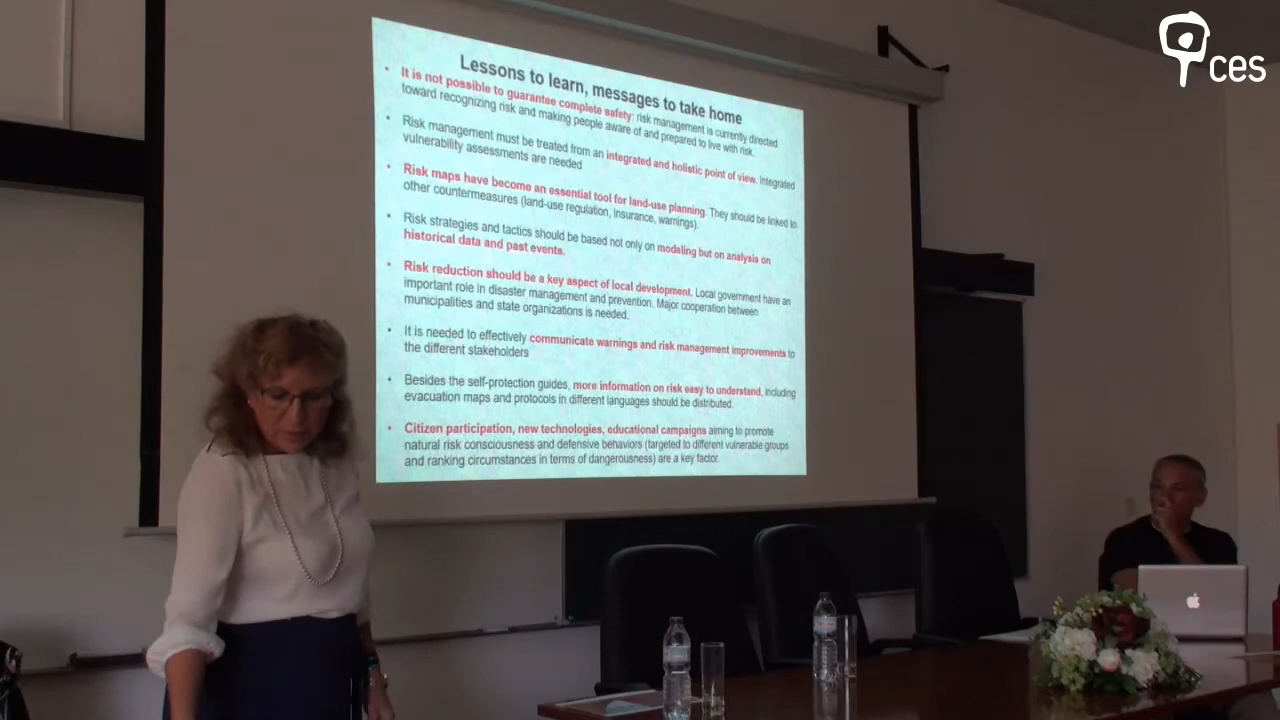 ces
Lessons to learn, messages to take home
• It is not possible to guarantee complete safety: risk management is currently directed
toward recognizing risk and making people aware of and prepared to live with risk.
• Risk management must be treated from an integrated and holistic point of view. Integrated
vulnerability assessments are needed
• Risk maps have become an essential tool for land-use planning. They should be linked to
other countermeasures (land-use regulation, insurance, warnings).
• Risk strategies and tactics should be based not only on modeling but on analysis on
historical data and past events.
• Risk reduction should be a key aspect of local development. Local government have an
important role in disaster management and prevention. Major cooperation between
municipalities and state organizations is needed.
• It is needed to effectively communicate warnings and risk management improvements to
the different stakeholders
• Besides the self-protection guides, more information on risk easy to understand, including
evacuation maps and protocols in different languages should be distributed.
• Citizen participation, new technologies, educational campaigns aiming to promote
natural risk consciousness and defensive behaviors (targeted to different vulnerable groups
and ranking circumstances in terms of dangerousness) are a key factor.